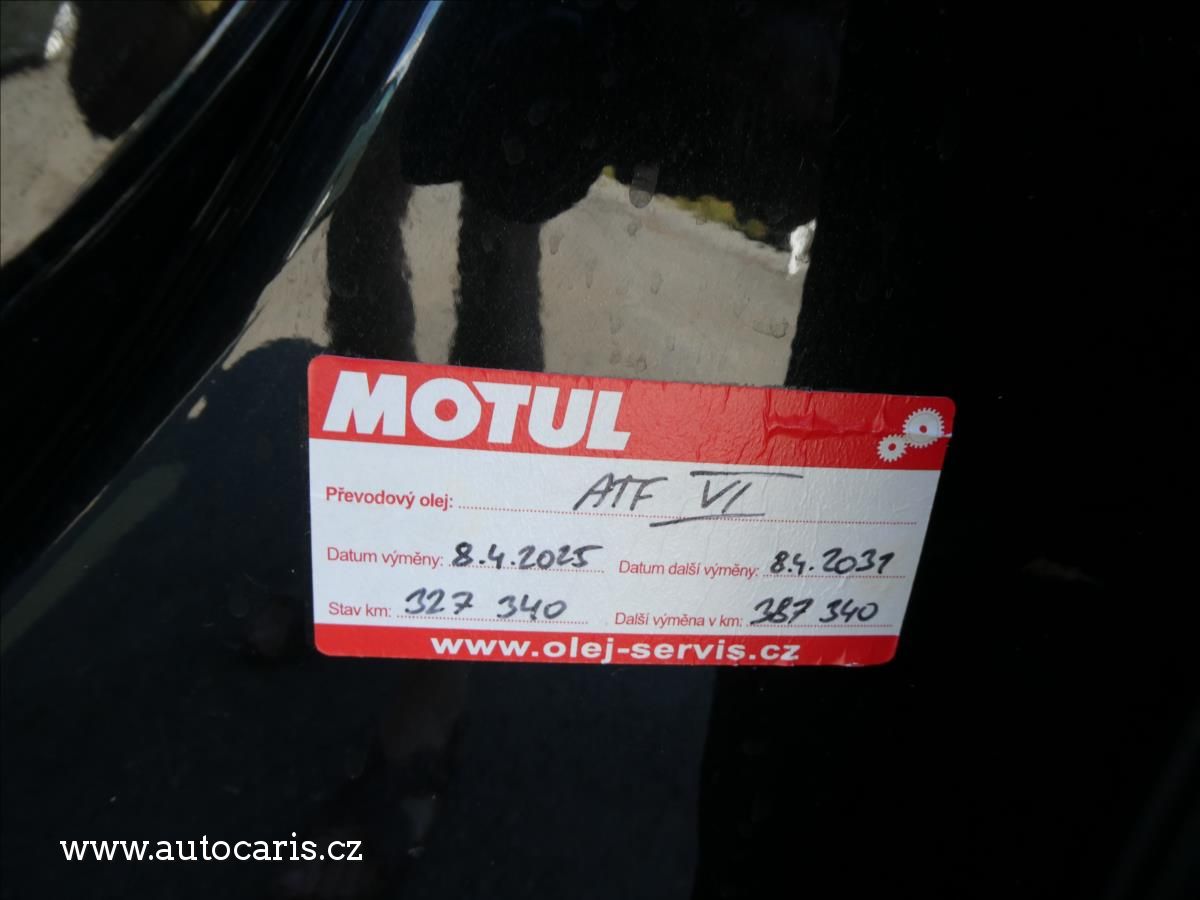 MOTUL
Převodový olej: ATF VI
Datum výměny: 8.4.2025 Datum další výměny: 8.4.2031
Stav km: 327 340 Další výměna v km: 387 340
www.olej-servis.cz
www.autocaris.cz